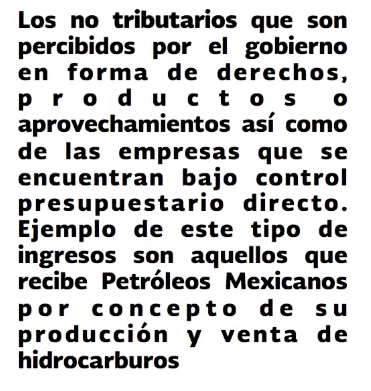 Los no tributarios que son
percibidos por el gobierno
en forma de derechos,
productos o
aprovechamientos así como
de las empresas que se
encuentran bajo control
presupuestario directo.
Ejemplo de este tipo de
ingresos son aquellos que
recibe Petróleos Mexicanos
por concepto de su
producción y venta de
hidrocarburos